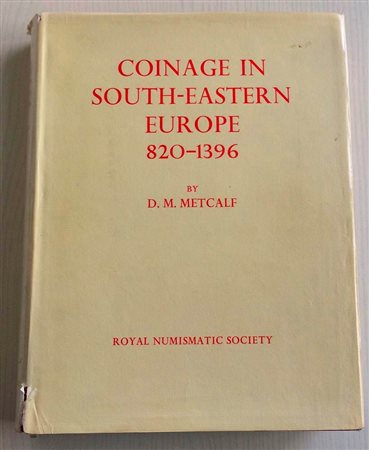 COINAGE IN
SOUTH-EASTERN
EUROPE
820–1396
BY
D. M. METCALF
ROYAL NUMISMATIC SOCIETY